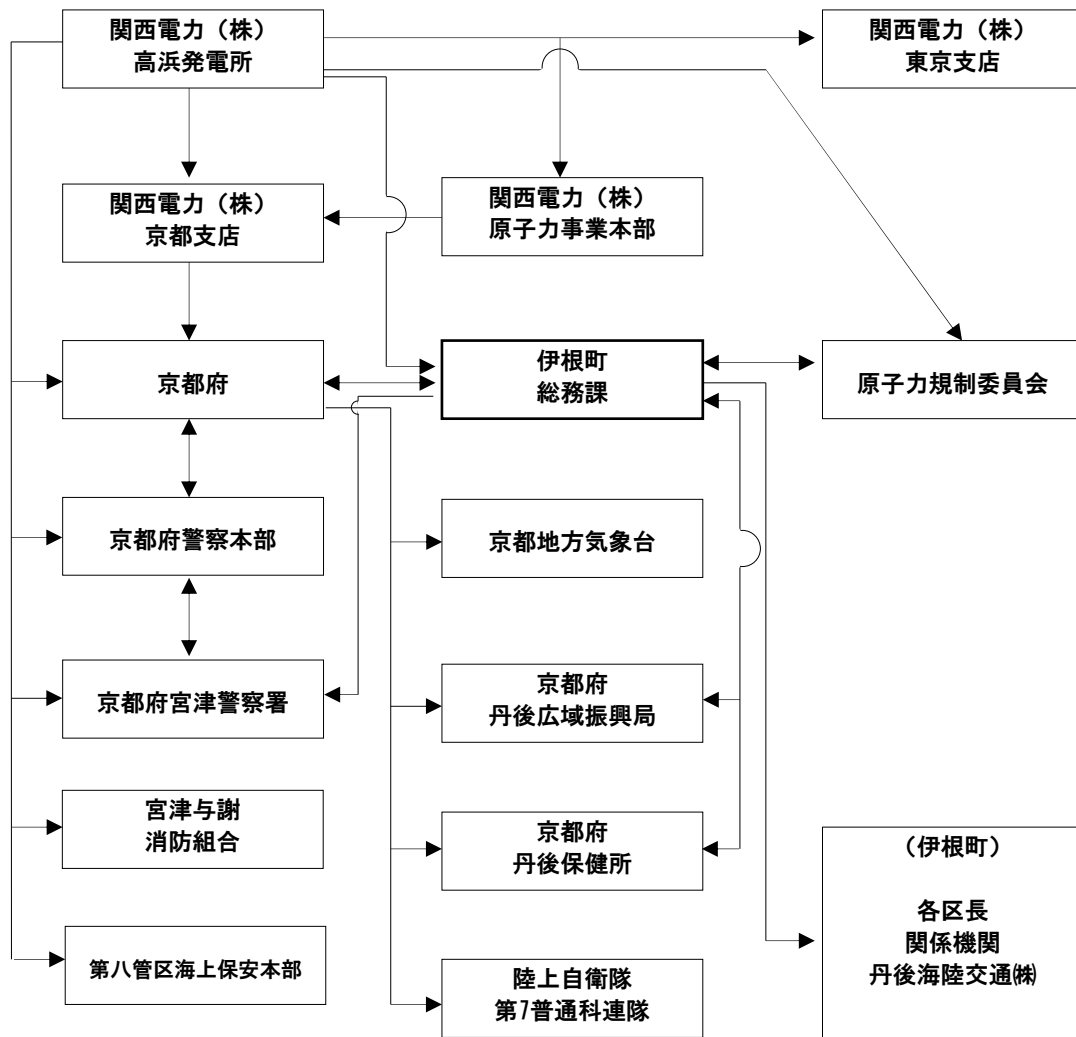 関西電力（株）
高浜発電所
関西電力（株）
東京支店
関西電力（株）
京都支店
関西電力（株）
原子力事業本部
京都府
伊根町
総務課
原子力規制委員会
京都府警察本部
京都地方気象台
京都府宮津警察署
京都府
丹後広域振興局
宮津与謝
消防組合
京都府
丹後保健所
（伊根町）
各区長
関係機関
丹後海陸交通㈱
第八管区海上保安本部
陸上自衛隊
第7普通科連隊